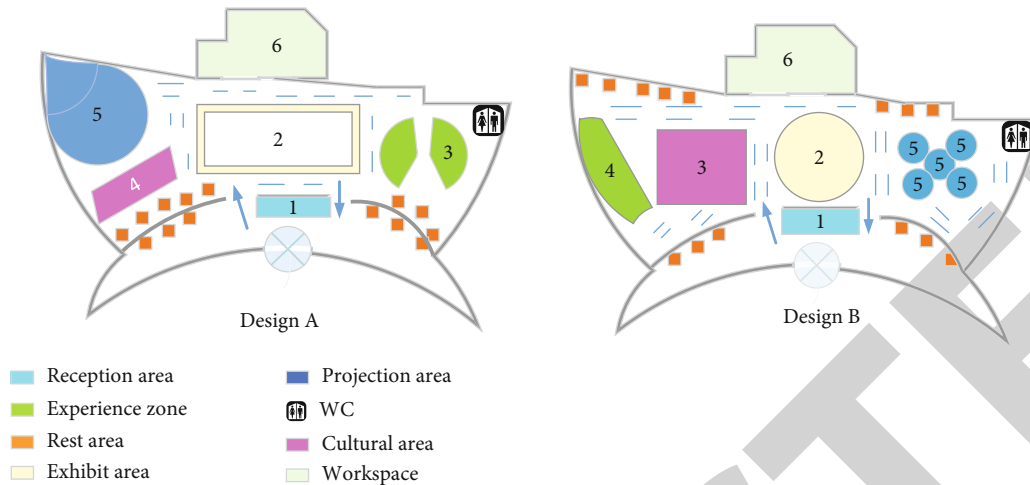 6
6
5
2
3
4
1
4
3
2
5
5
5
5
5
1
Design A
Design B
Reception area
Projection area
Experience zone
WC
Rest area
Cultural area
Exhibit area
Workspace